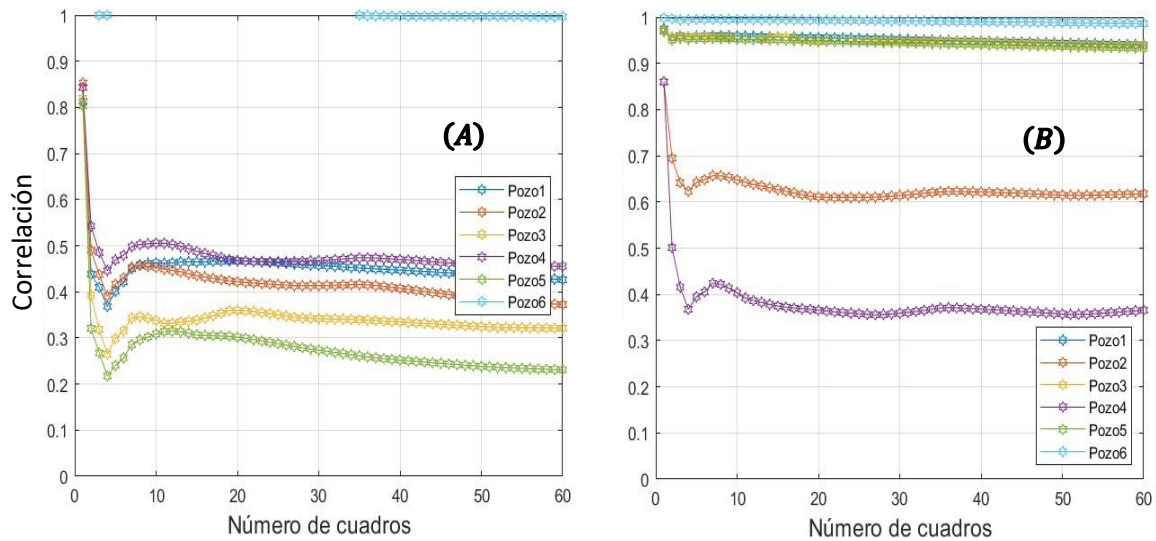 Correlación
1
0.9
0.8
0.7
0.6
0.5
0.4
0.3
0.2
0.1
0
0 10 20 30 40 50 60
Número de cuadros
(A)
Pozo1
Pozo2
Pozo3
Pozo4
Pozo5
Pozo6
1
0.9
0.8
0.7
0.6
0.5
0.4
0.3
0.2
0.1
0
0 10 20 30 40 50 60
Número de cuadros
(B)
Pozo1
Pozo2
Pozo3
Pozo4
Pozo5
Pozo6